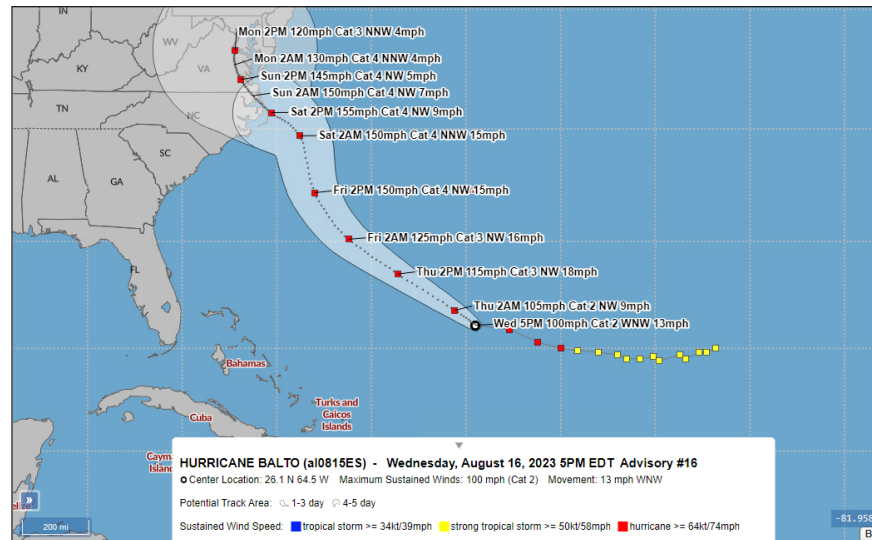 IN
WV
KY
VA
TN
NC
SC
AL
GA
FL
Mon 2PM 120mph Cat 3 NNW 4mph
Mon 2AM 130mph Cat 4 NNW 4mph
Sun 2PM 145mph Cat 4 NW 5mph
Sun 2AM 150mph Cat 4 NW 7mph
Sat 2PM 155mph Cat 4 NW 9mph
Sat 2AM 150mph Cat 4 NNW 15mph
Fri 2PM 150mph Cat 4 NW 15mph
Fri 2AM 125mph Cat 3 NW 16mph
Thu 2PM 115mph Cat 3 NW 18mph
Thu 2AM 105mph Cat 2 NW 9mph
Wed 5PM 100mph Cat 2 WNW 13mph
Bahamas
Turks and
Caicos
Islands
Cuba
HURRICANE BALTO (al0815ES) - Wednesday, August 16, 2023 5PM EDT Advisory #16
Center Location: 26.1 N 64.5 W Maximum Sustained Winds: 100 mph (Cat 2) Movement: 13 mph WNW
Potential Track Area: 1-3 day 4-5 day
Sustained Wind Speed: tropical storm >= 34kt/39mph strong tropical storm >= 50kt/58mph hurricane >= 64kt/74mph
»
200 mi
-81.958